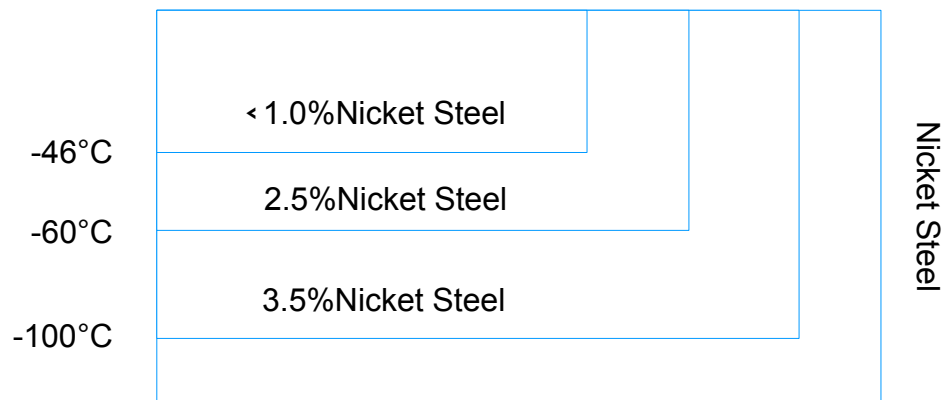 < 1.0%Nicket Steel
-46°C
2.5%Nicket Steel
-60°C
3.5%Nicket Steel
-100°C
Nicket Steel